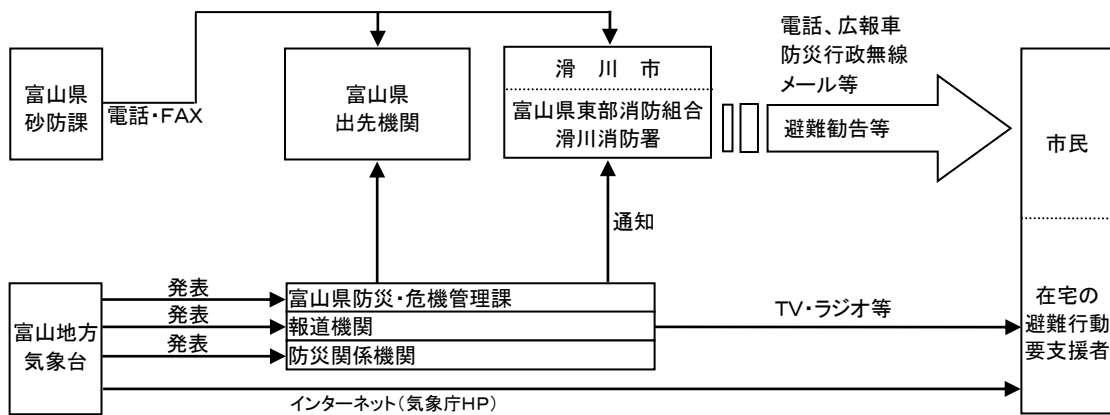 電話、広報車
防災行政無線
メール等
富山県
砂防課
電話・FAX
富山県
出先機関
滑 川 市
富山県東部消防組合
滑川消防署
避難勧告等
市民
通知
富山地方
気象台
発表
発表
発表
富山県防災・危機管理課
報道機関
防災関係機関
TV・ラジオ等
在宅の
避難行動
要支援者
インターネット(気象庁HP)